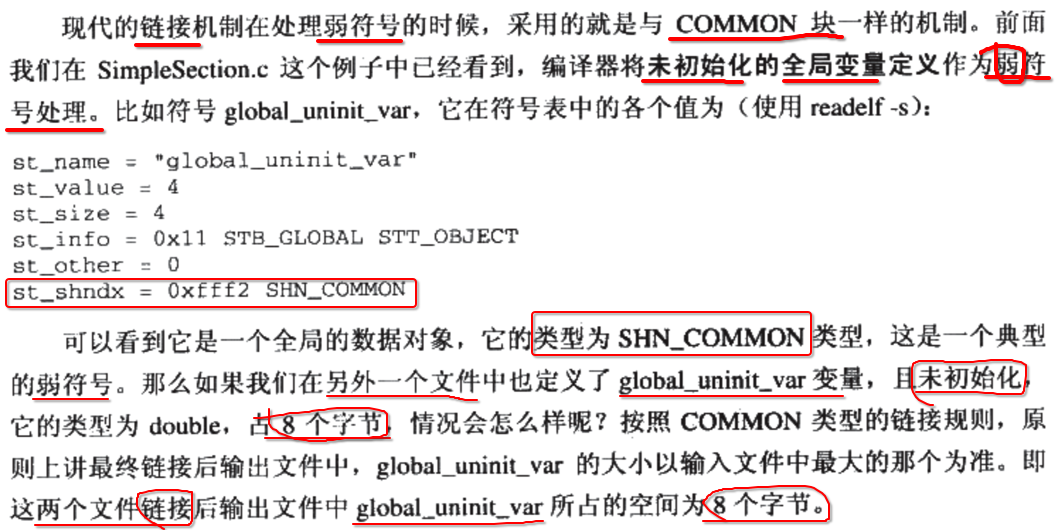 现代的链接机制在处理弱符号的时候，采用的就是与 COMMON 块一样的机制。前面
我们在 SimpleSection.c 这个例子中已经看到，编译器将未初始化的全局变量定义作为弱符
号处理。比如符号 global_uninit_var，它在符号表中的各个值为（使用 readelf -s）：
st_name = "global_uninit_var"
st_value = 4
st_size = 4
st_info = 0x11 STB_GLOBAL STT_OBJECT
st_other = 0
st_shndx = 0xfff2 SHN_COMMON
可以看到它是一个全局的数据对象，它的类型为 SHN_COMMON 类型，这是一个典型
的弱符号。那么如果我们在另外一个文件中也定义了 global_uninit_var 变量，且未初始化，
它的类型为 double，占 8 个字节，情况会怎么样呢？按照 COMMON 类型的链接规则，原
则上讲最终链接后输出文件中，global_uninit_var 的大小以输入文件中最大的那个为准。即
这两个文件链接后输出文件中 global_uninit_var 所占的空间为 8 个字节。